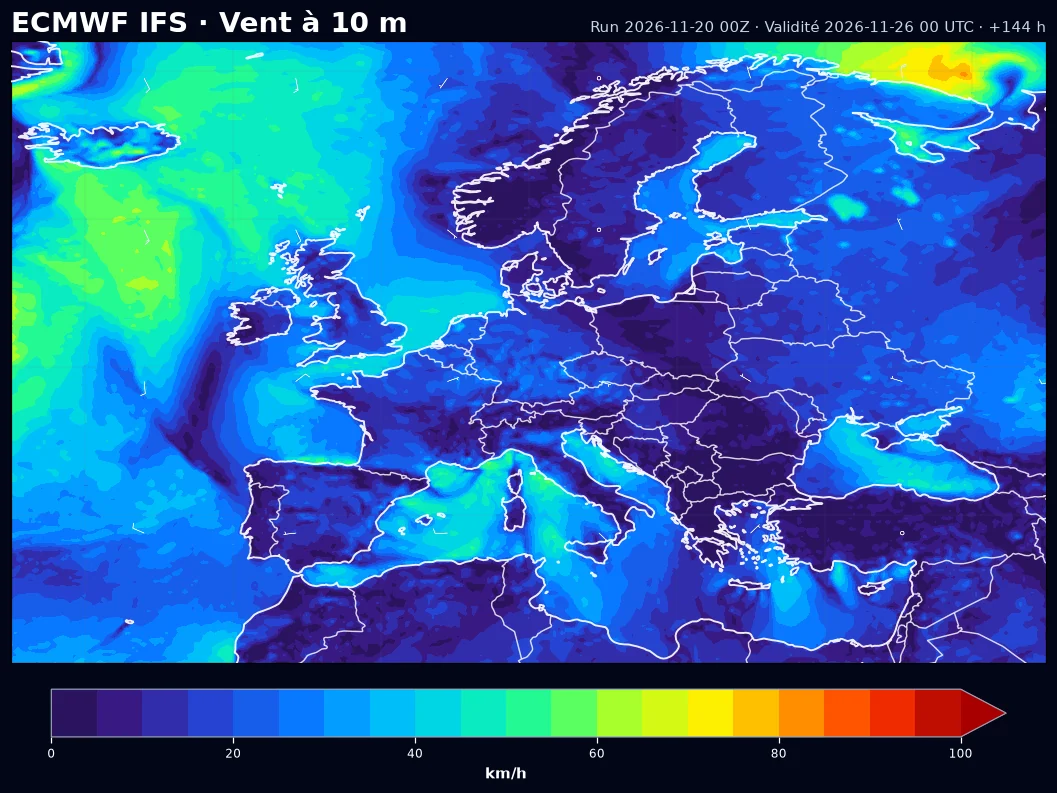 ECMWF IFS · Vent à 10 m
Run 2026-11-20 00Z · Validité 2026-11-26 00 UTC · +144 h
0 20 40 60 80 100
km/h